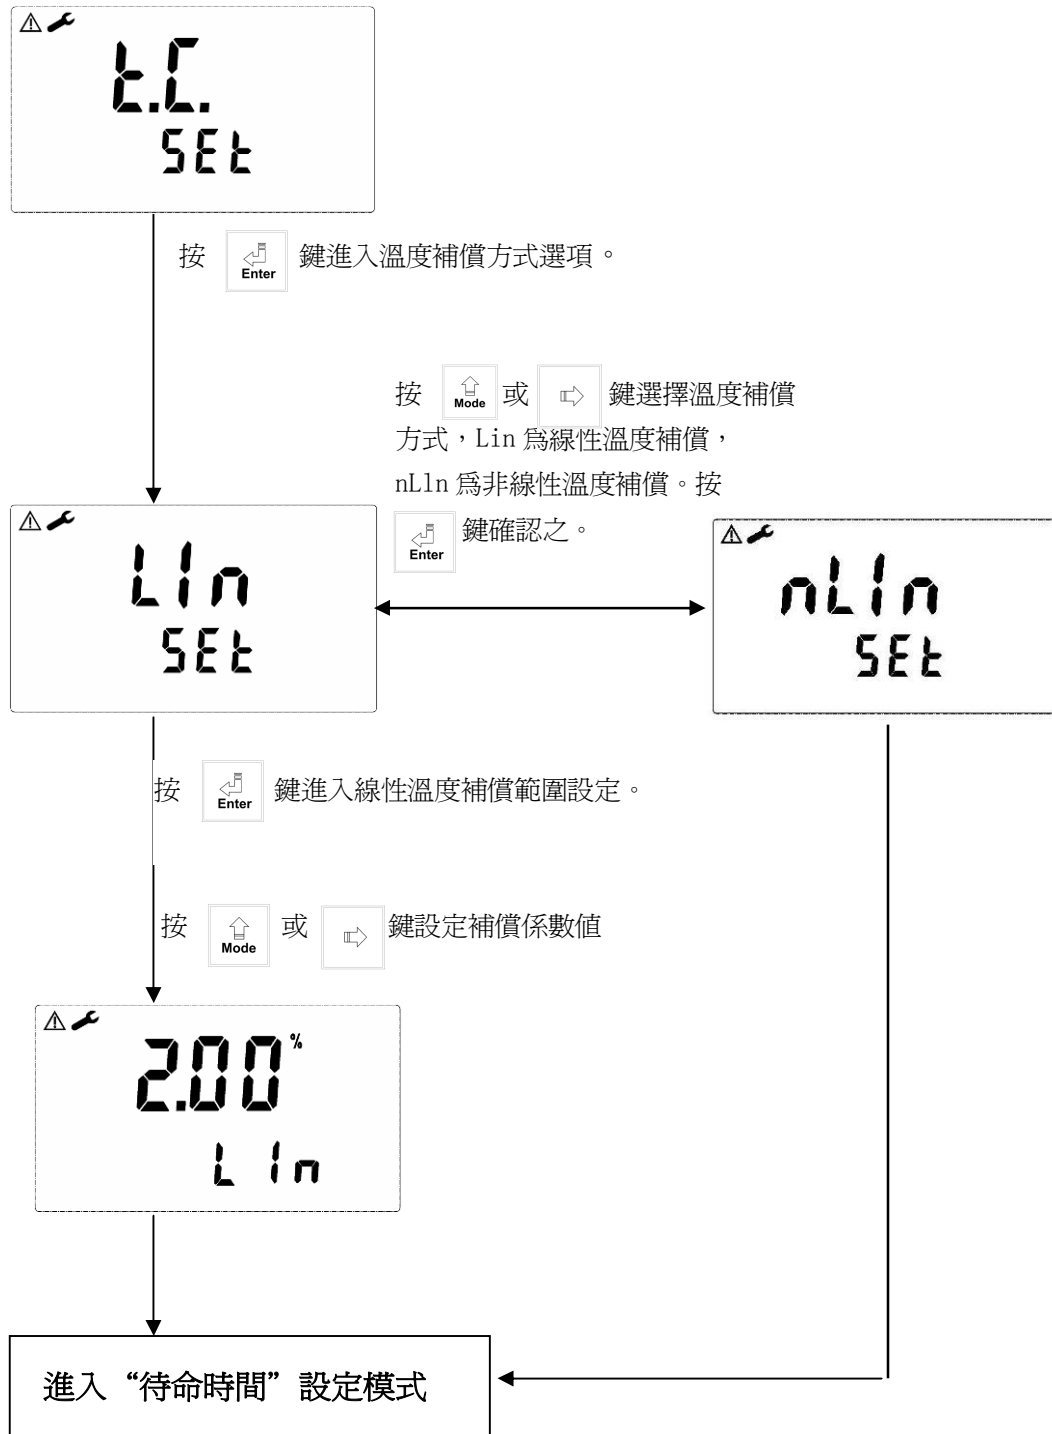 t.C.
SEt
按 Enter 鍵進入溫度補償方式選項。
按 Mode 或 鍵選擇溫度補償
方式，Lin 爲線性溫度補償，
nLln 爲非線性溫度補償。按
Enter 鍵確認之。
LIn
SEt
nLIn
SEt
按 Enter 鍵進入線性溫度補償範圍設定。
按 Mode 或 鍵設定補償係數值
2.00%
LIn
進入“待命時間”設定模式